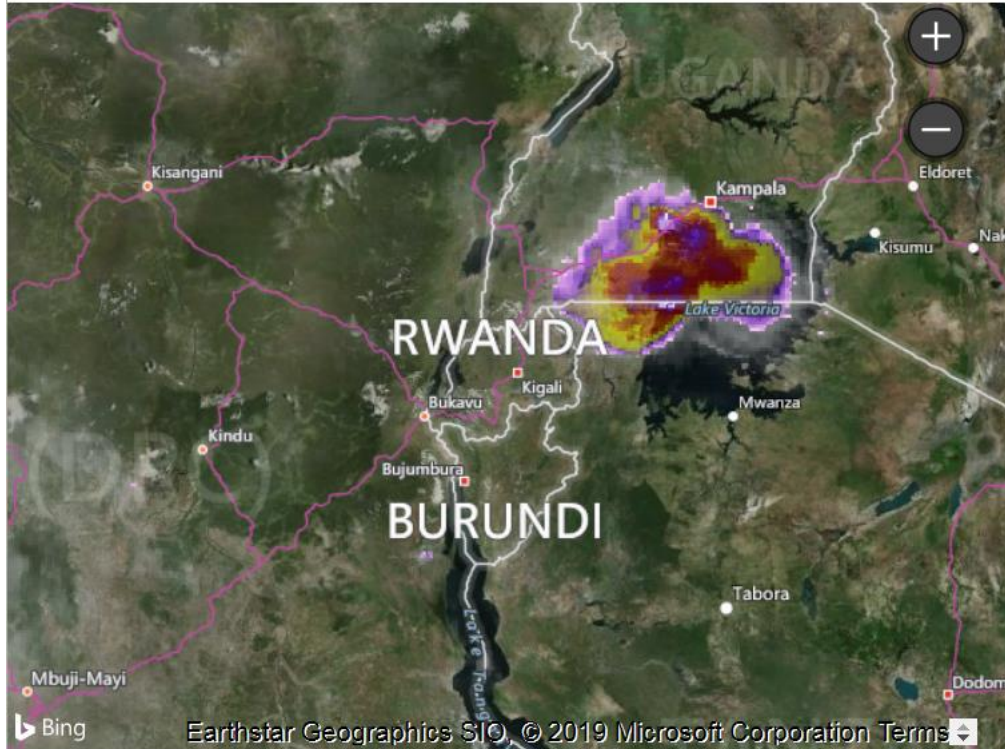 UGANDA
Kisangani
Kampala
Eldoret
Kisumu
Nak
Lake Victoria
RWANDA
Kigali
Bukavu
Mwanza
Kindu
(DRC)
Bujumbura
BURUNDI
Tabora
Lake Tang
Mbuji-Mayi
Dodom
Bing
Earthstar Geographics SIO, © 2019 Microsoft Corporation Terms